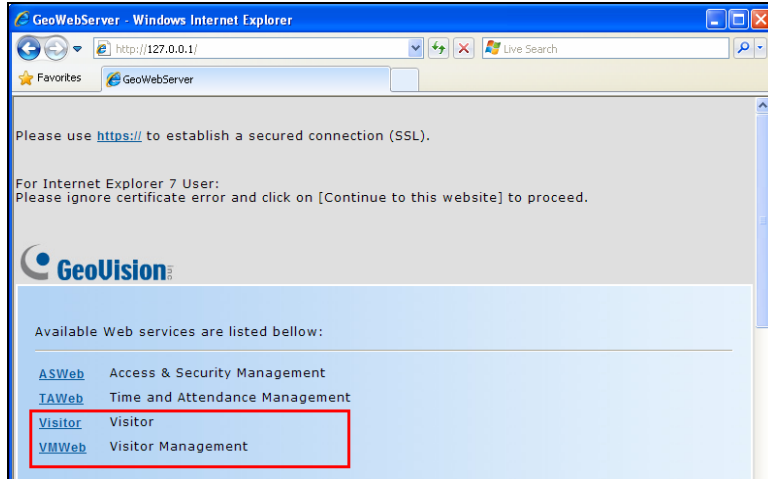 GeoWebServer - Windows Internet Explorer
http://127.0.0.1/
Live Search
Favorites
GeoWebServer
Please use https:// to establish a secured connection (SSL).
For Internet Explorer 7 User:
Please ignore certificate error and click on [Continue to this website] to proceed.
GeoVision
Available Web services are listed bellow:
ASWeb Access & Security Management
TAWeb Time and Attendance Management
Visitor Visitor
VMWeb Visitor Management